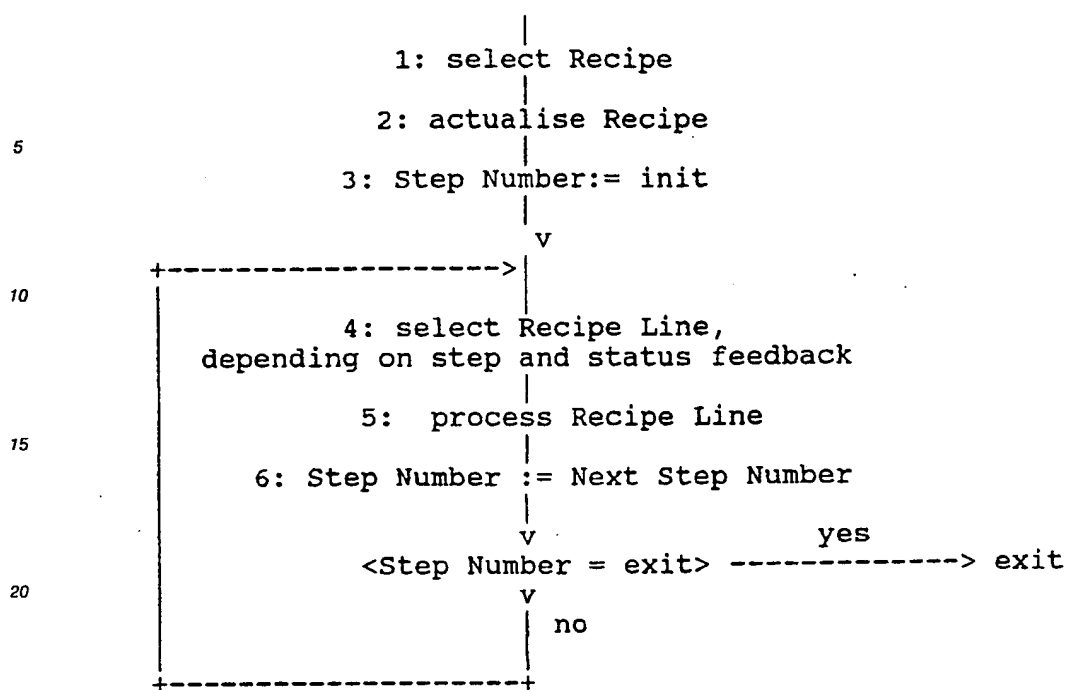 1: select Recipe
2: actualise Recipe
5
3: Step Number:= init
v
+-------------------->
10
4: select Recipe Line,
depending on step and status feedback
5: process Recipe Line
15
6: Step Number := Next Step Number
v yes
<Step Number = exit> -------------> exit
20
v
no
+---------------------+